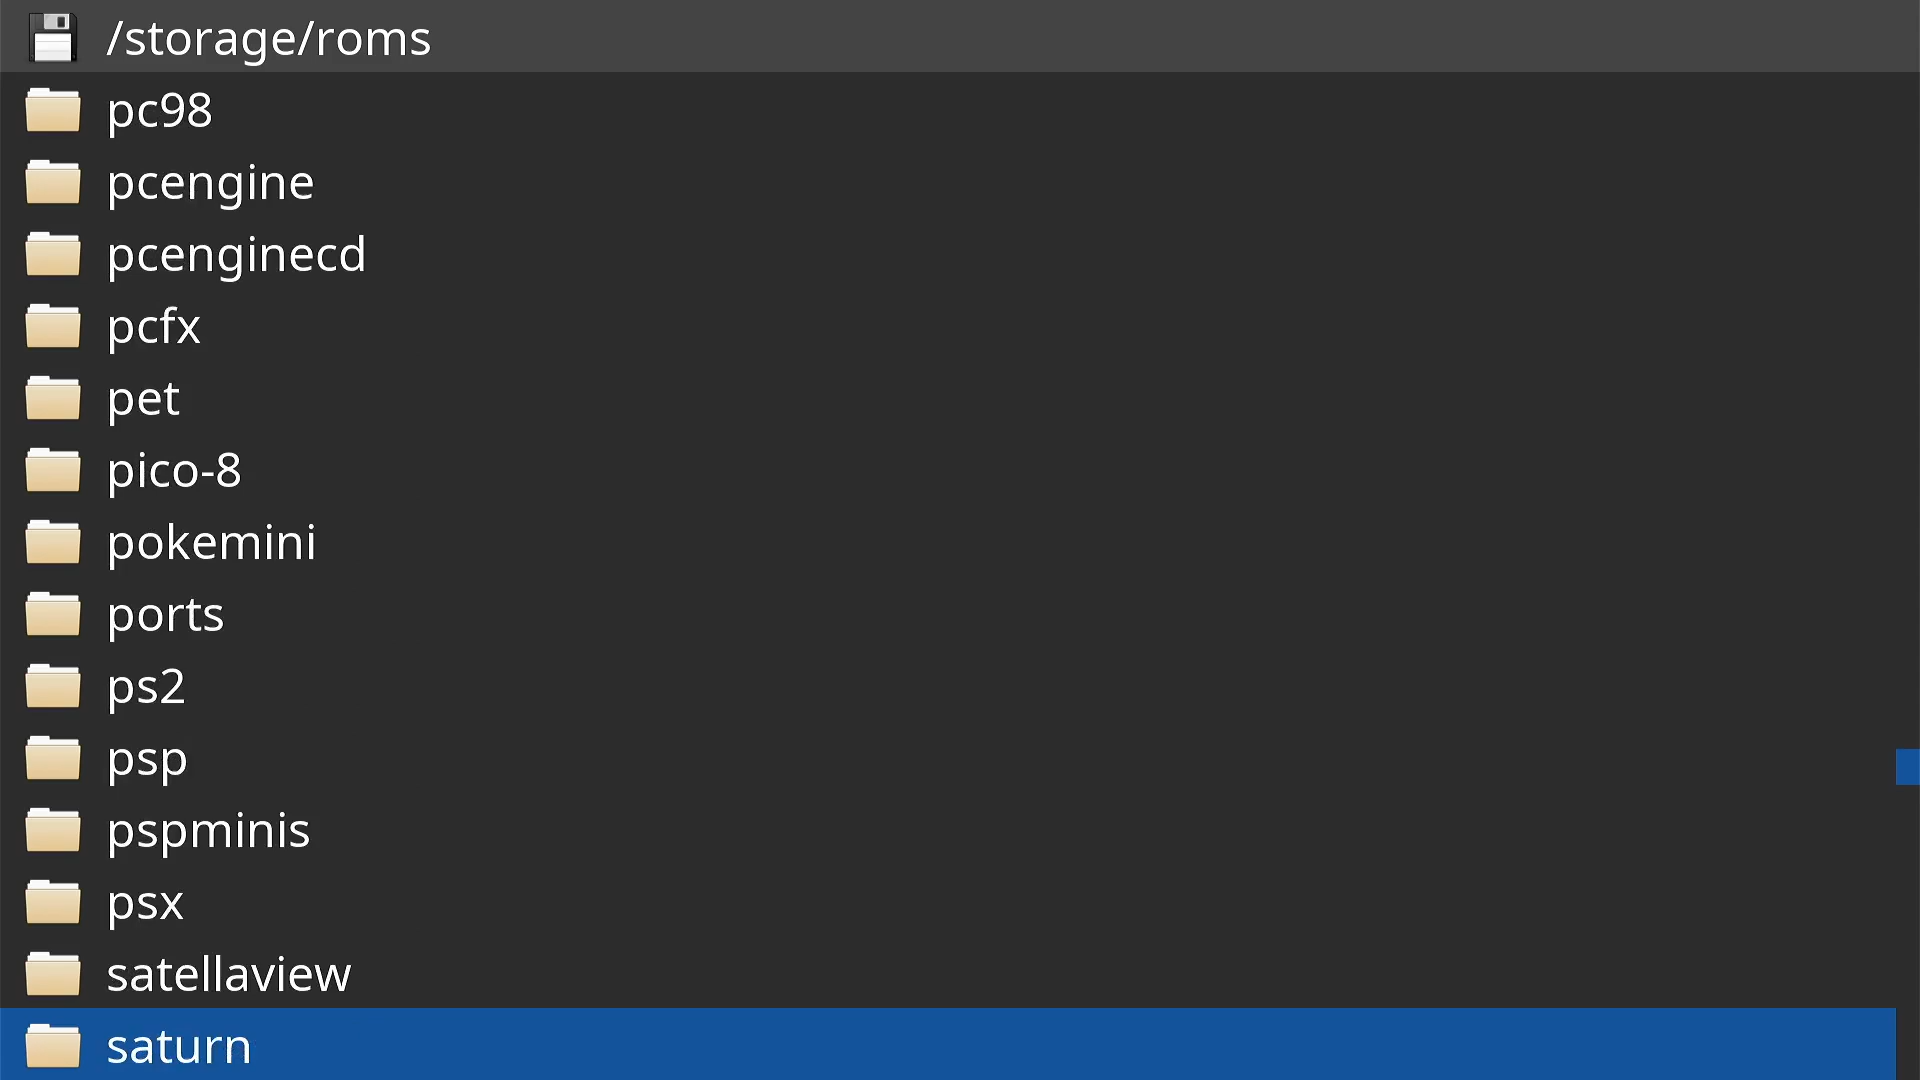 /storage/roms
pc98
pcengine
pcenginecd
pcfx
pet
pico-8
pokemini
ports
ps2
psp
pspminis
psx
satellaview
saturn